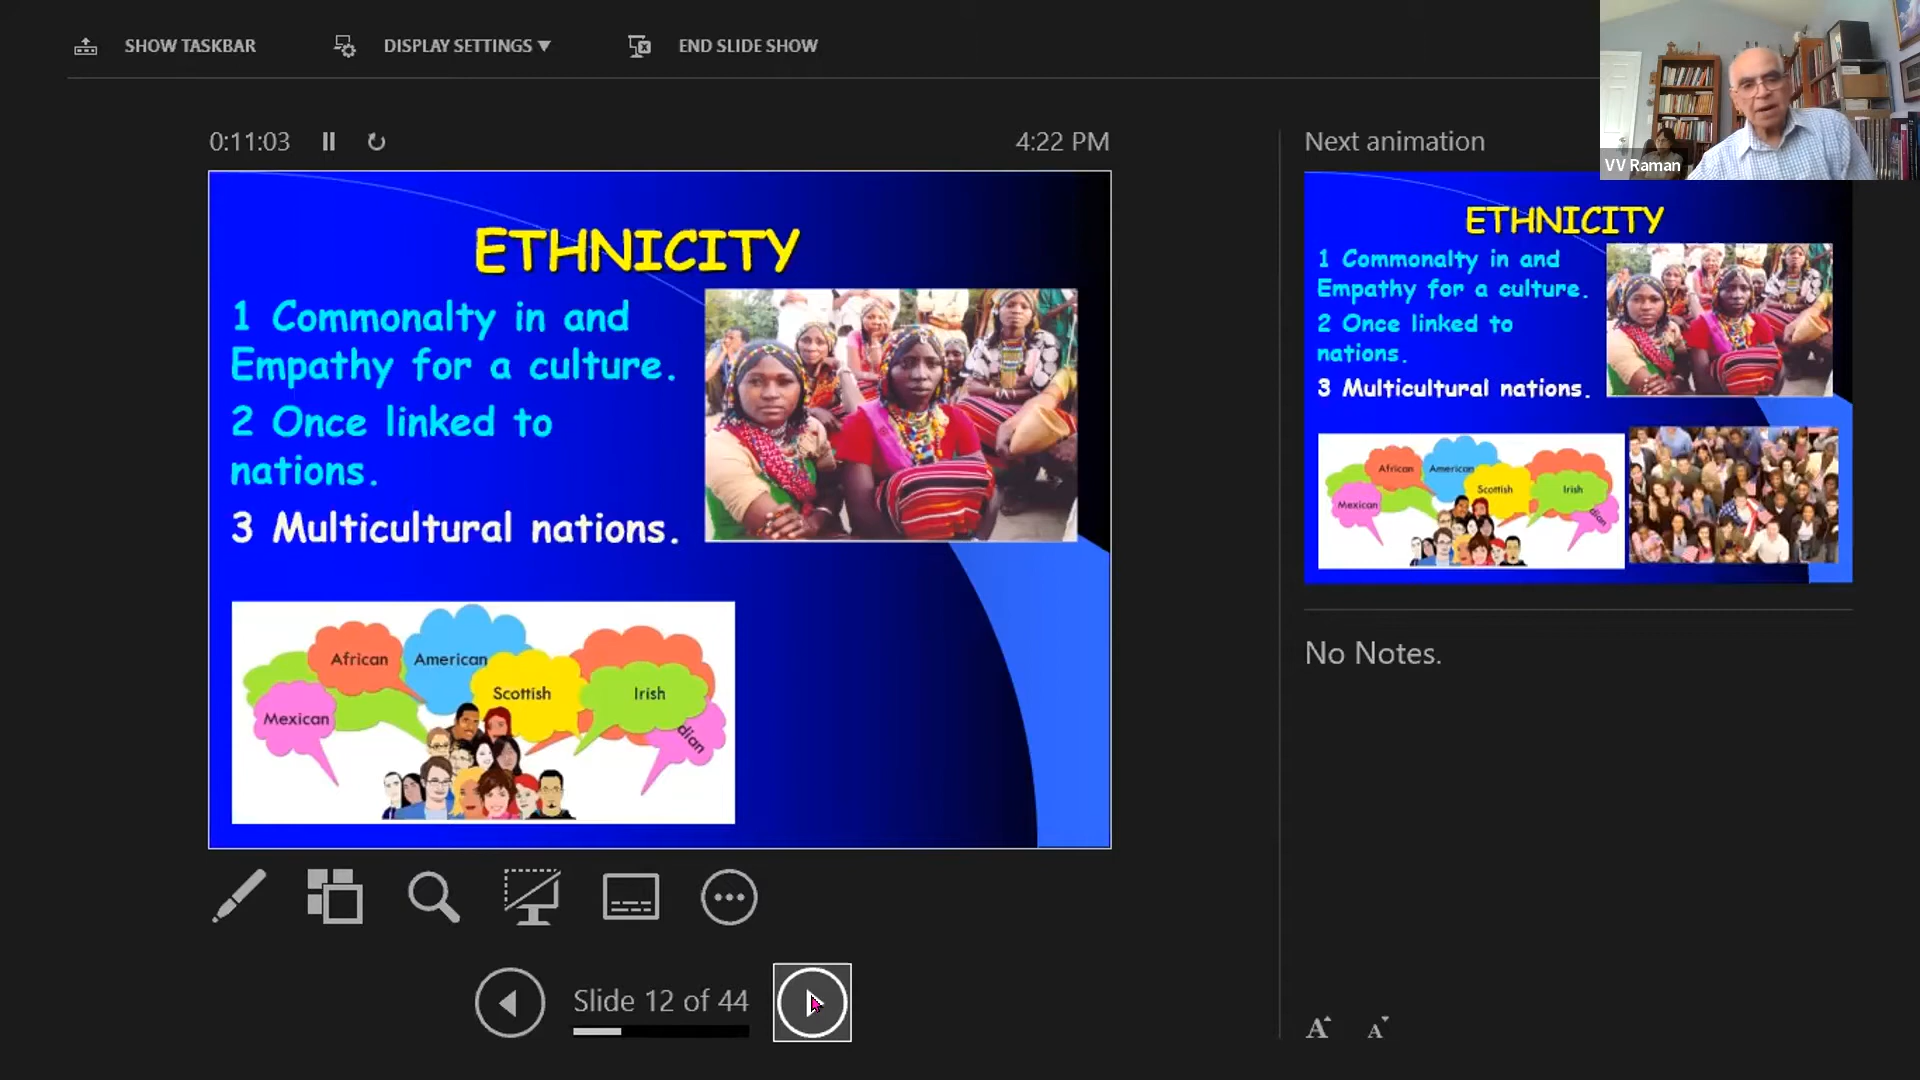 SHOW TASKBAR
DISPLAY SETTINGS ▼
END SLIDE SHOW
VV Raman
0:11:03
4:22 PM
ETHNICITY
1 Commonalty in and
Empathy for a culture.
2 Once linked to
nations.
3 Multicultural nations.
African
American
Scottish
Irish
Mexican
dian
Next animation
ETHNICITY
1 Commonalty in and
Empathy for a culture.
2 Once linked to
nations.
3 Multicultural nations.
African
American
Scottish
Irish
Mexican
dian
No Notes.
Slide 12 of 44
A
A